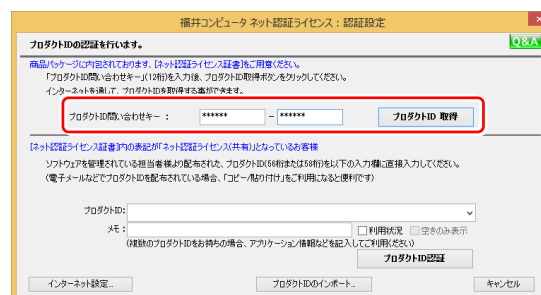 福井コンピュータ ネット認証ライセンス：認証設定
×
プロダクトIDの認証を行います。
Q&A
商品パッケージに内包されております、[ネット認証ライセンス証書]をご用意ください。
「プロダクトID問い合わせキー」(12桁)を入力後、プロダクトID取得ボタンをクリックしてください。
インターネットを通して、プロダクトIDを取得する事ができます。
プロダクトID問い合わせキー： ****** － ****** プロダクトID 取得
[ネット認証ライセンス証書]内の表記が「ネット認証ライセンス(共有)」となっているお客様
ソフトウェアを管理されている担当者様より配布された、プロダクトID(56桁または58桁)を以下の入力欄に直接入力してください。
(電子メールなどでプロダクトIDを配布されている場合、「コピー/貼り付け」をご利用になると便利です)
プロダクトID:
メモ： 利用状況 空きのみ表示
(複数のプロダクトIDをお持ちの場合、アプリケーション情報などを記入してご利用ください)
プロダクトID認証
インターネット設定... プロダクトIDのインポート... キャンセル